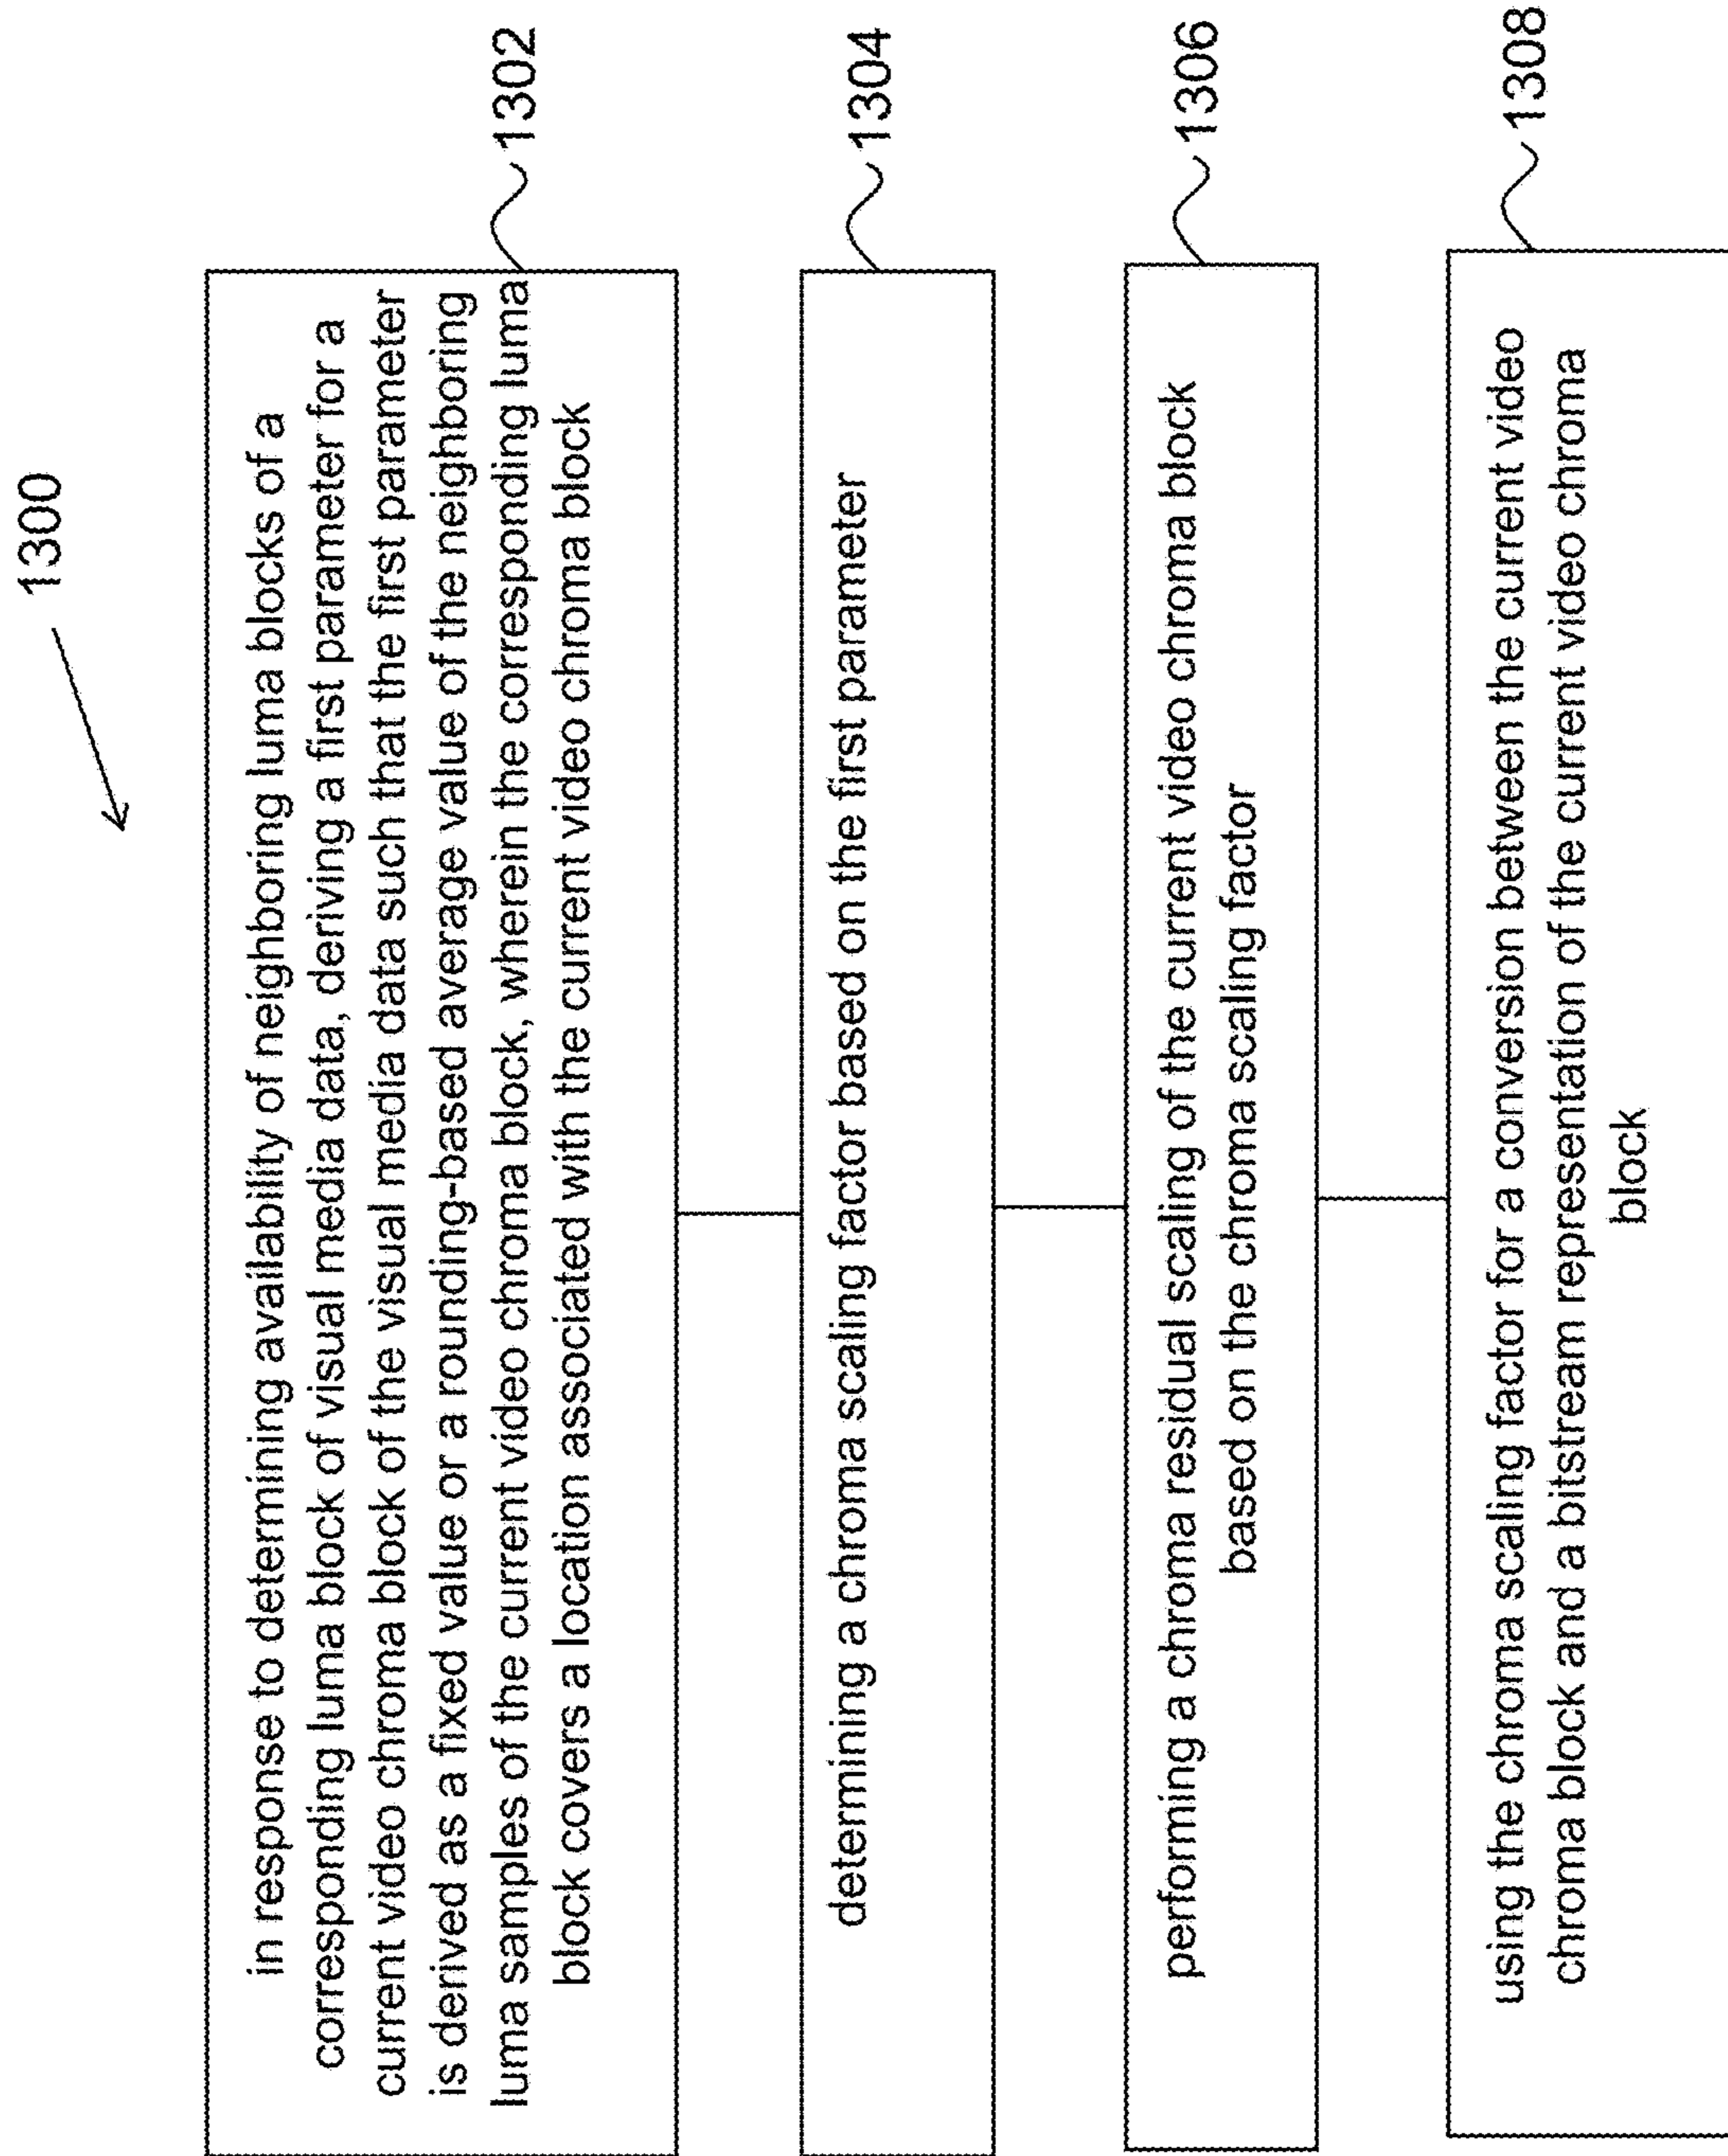 1300
in response to determining availability of neighboring luma blocks of a
corresponding luma block of visual media data, deriving a first parameter for a
current video chroma block of the visual media data such that the first parameter
is derived as a fixed value or a rounding-based average value of the neighboring
luma samples of the current video chroma block, wherein the corresponding luma
block covers a location associated with the current video chroma block
1302
determining a chroma scaling factor based on the first parameter
1304
performing a chroma residual scaling of the current video chroma block
based on the chroma scaling factor
1306
using the chroma scaling factor for a conversion between the current video
chroma block and a bitstream representation of the current video chroma
block
1308